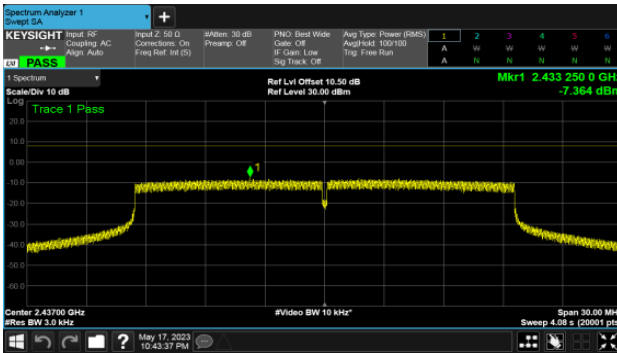 Spectrum Analyzer 1
Swept SA
+
KEYSIGHT Input: RF Input Z: 50 Ω #Atten: 30 dB PNO: Best Wide Avg Type: Power (RMS) 1 2 3 4 5 6
Coupling: AC Corrections: On Preamp: Off Gate: Off Avg|Hold: 100/100 A W W W W W
Align: Auto Freq Ref: Int (S) IF Gain: Low Trig: Free Run
LXI PASS Sig Track: Off A N N N N N
1 Spectrum Ref Lvl Offset 10.50 dB Mkr1 2.433 250 0 GHz
Scale/Div 10 dB Ref Level 30.00 dBm -7.364 dBm
Log
Trace 1 Pass
20.0
10.0
0.00
1
-10.0
-20.0
-30.0
-40.0
-50.0
-60.0
Center 2.43700 GHz #Video BW 10 kHz* Span 30.00 MH
#Res BW 3.0 kHz Sweep 4.08 s (20001 pts
? May 17, 2023
10:43:37 PM